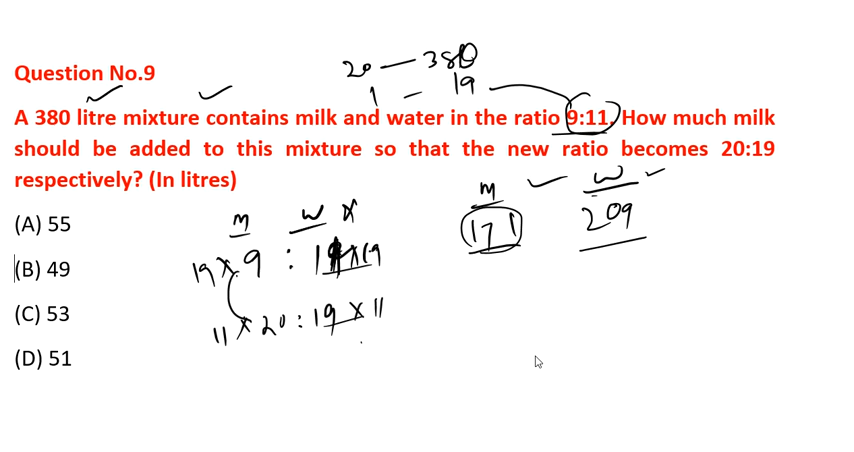 20 — 380
Question No.9
1 — 19
A 380 litre mixture contains milk and water in the ratio 9:11. How much milk
should be added to this mixture so that the new ratio becomes 20:19
respectively? (In litres)
m W
171 209
(A) 55
m W x
19 x 9 : 11 x 19
(B) 49
(C) 53
11 x 20 : 19 x 11
(D) 51